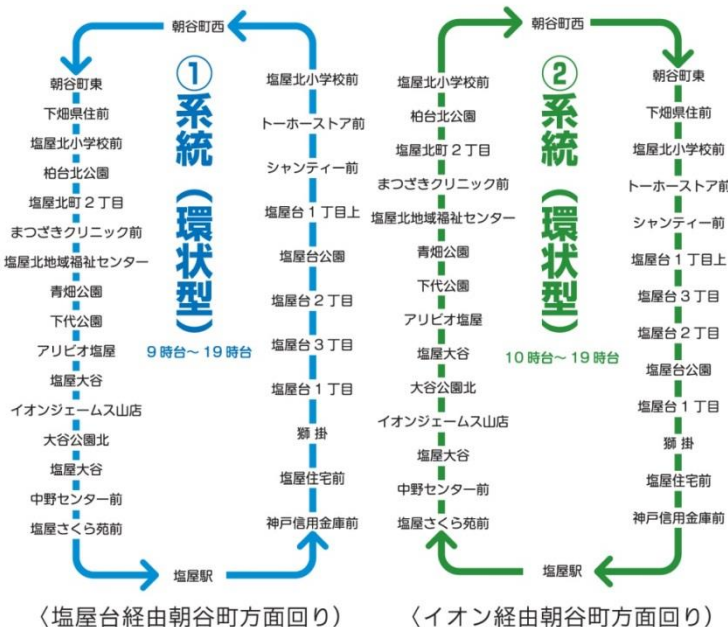 朝谷町西
①系統（環状型）
9時台～19時台
朝谷町東
下畑県住前
塩屋北小学校前
柏台北公園
塩屋北町2丁目
まつざきクリニック前
塩屋北地域福祉センター
青畑公園
下代公園
アリビオ塩屋
塩屋大谷
イオンジェームス山店
大谷公園北
塩屋大谷
中野センター前
塩屋さくら苑前
塩屋駅
塩屋北小学校前
トーホーストア前
シャンティー前
塩屋台1丁目上
塩屋台公園
塩屋台2丁目
塩屋台3丁目
塩屋台1丁目
獅掛
塩屋住宅前
神戸信用金庫前
〈塩屋台経由朝谷町方面回り〉
朝谷町西
②系統（環状型）
10時台～19時台
塩屋北小学校前
柏台北公園
塩屋北町2丁目
まつざきクリニック前
塩屋北地域福祉センター
青畑公園
下代公園
アリビオ塩屋
塩屋大谷
大谷公園北
イオンジェームス山店
塩屋大谷
中野センター前
塩屋さくら苑前
塩屋駅
朝谷町東
下畑県住前
塩屋北小学校前
トーホーストア前
シャンティー前
塩屋台1丁目上
塩屋台3丁目
塩屋台2丁目
塩屋台公園
塩屋台1丁目
獅掛
塩屋住宅前
神戸信用金庫前
〈イオン経由朝谷町方面回り〉